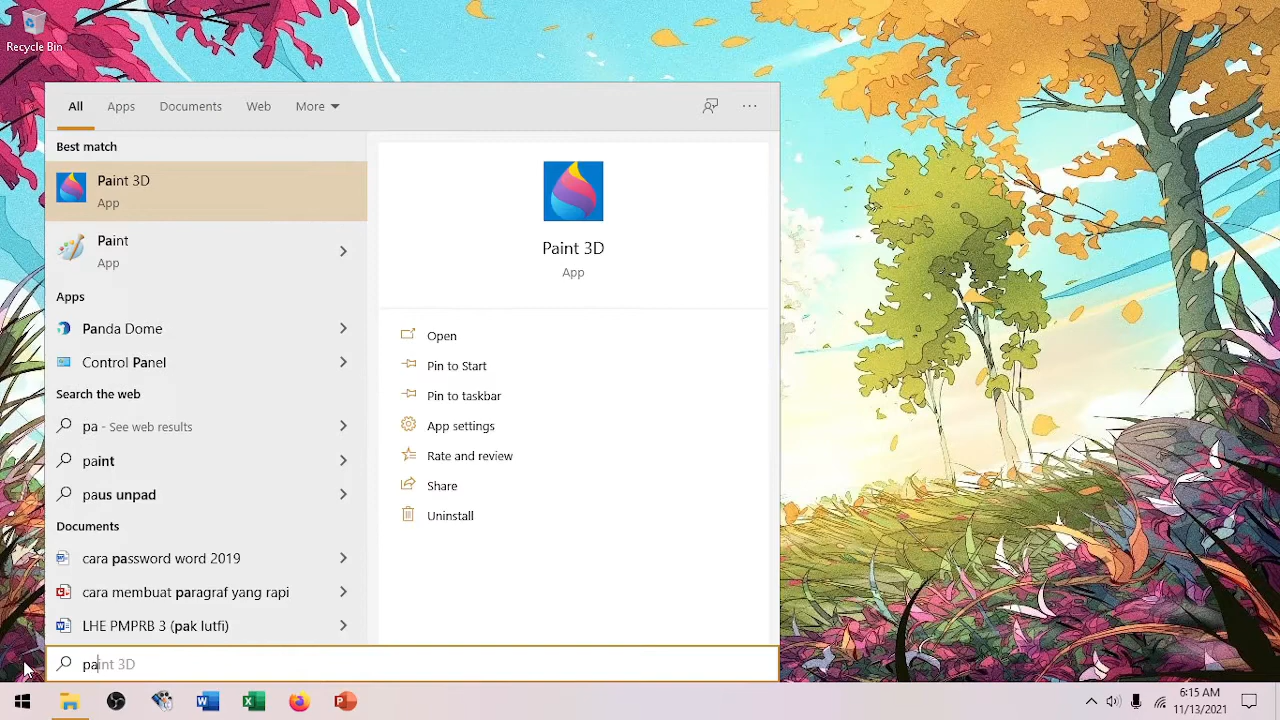 Recycle Bin
All
Apps
Documents
Web
More
Best match
Paint 3D
App
Paint
App
Apps
Panda Dome
Control Panel
Search the web
pa - See web results
paint
paus unpad
Documents
cara password word 2019
cara membuat paragraf yang rapi
LHE PMPRB 3 (pak lutfi)
Paint 3D
App
Open
Pin to Start
Pin to taskbar
App settings
Rate and review
Share
Uninstall
paint 3D
6:15 AM
11/13/2021